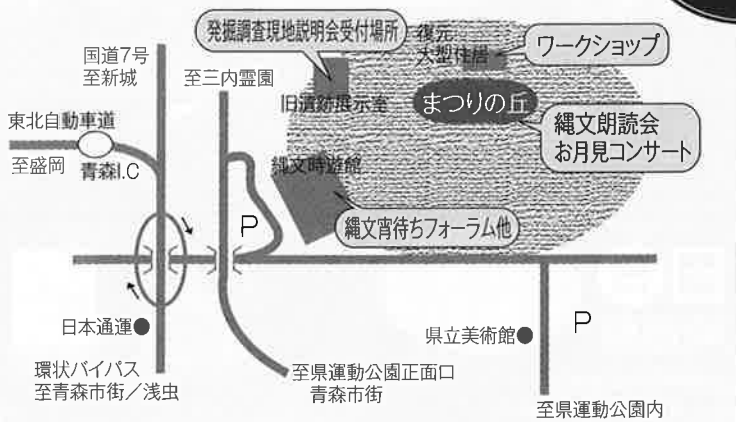 発掘調査現地説明会受付場所
復元
大型住居
ワークショップ
国道7号
至新城
至三内霊園
旧遺跡展示室
まつりの丘
東北自動車道
至盛岡
青森I.C
縄文朗読会
お月見コンサート
縄文時遊館
P
縄文宵待ちフォーラム他
日本通運●
県立美術館●
P
環状バイパス
至青森市街／浅虫
至県運動公園正面口
青森市街
至県運動公園内